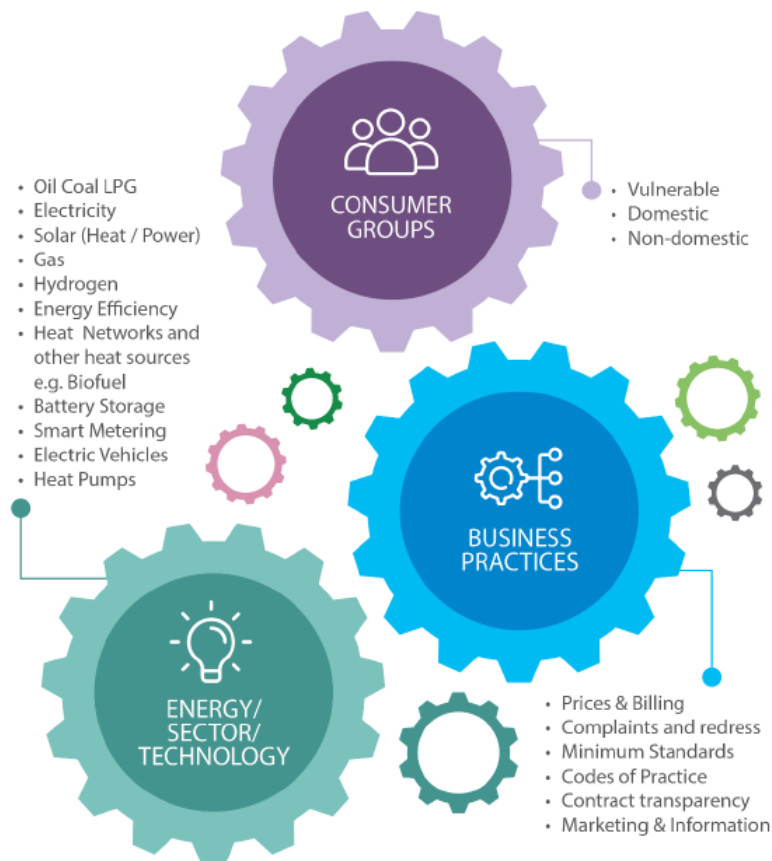 CONSUMER
GROUPS
• Vulnerable
• Domestic
• Non-domestic
• Oil Coal LPG
• Electricity
• Solar (Heat / Power)
• Gas
• Hydrogen
• Energy Efficiency
• Heat Networks and
other heat sources
e.g. Biofuel
• Battery Storage
• Smart Metering
• Electric Vehicles
• Heat Pumps
BUSINESS
PRACTICES
ENERGY/
SECTOR/
TECHNOLOGY
• Prices & Billing
• Complaints and redress
• Minimum Standards
• Codes of Practice
• Contract transparency
• Marketing & Information